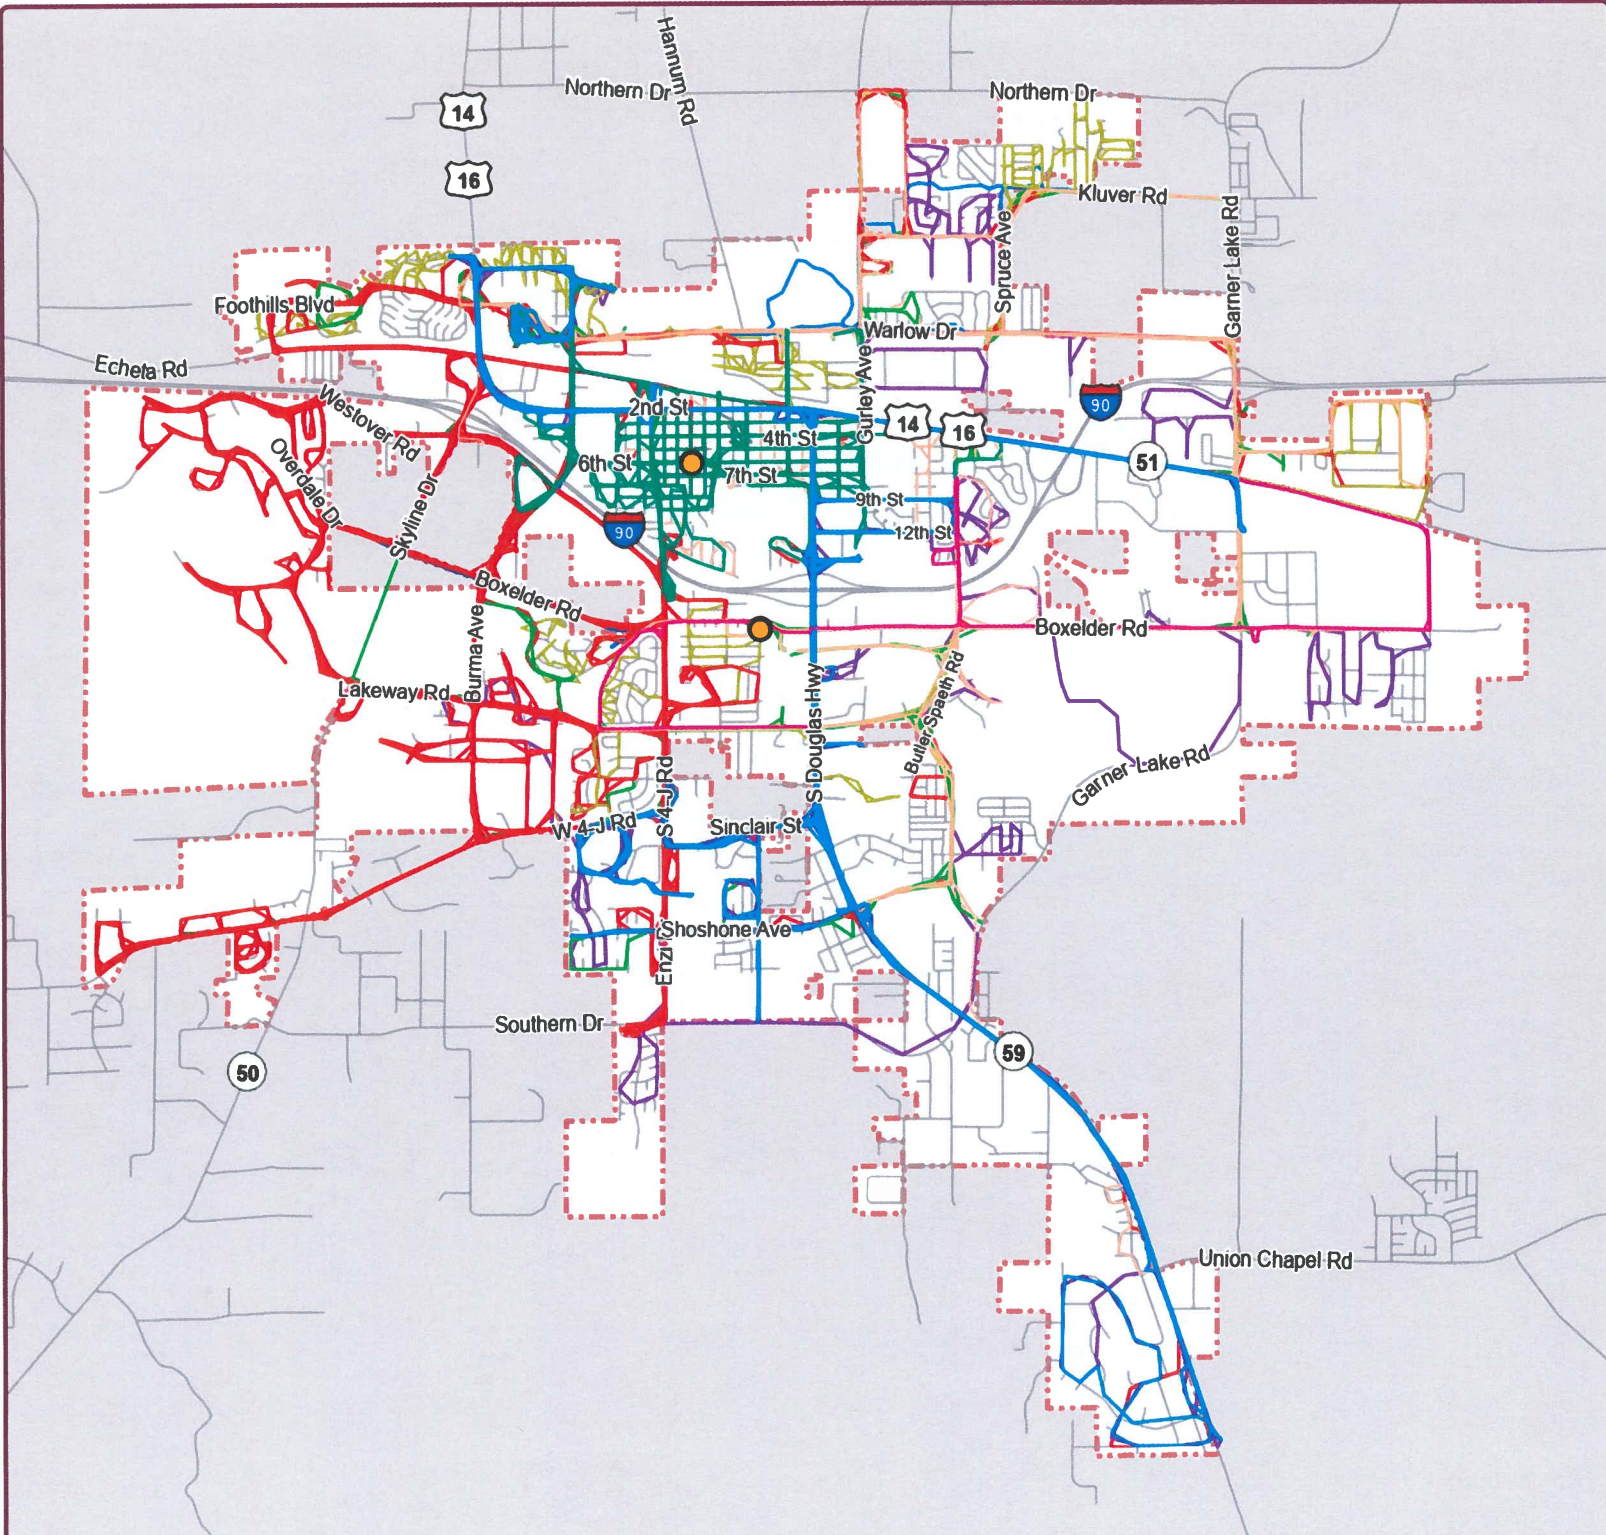 Hannum Rd
Northern Dr
Northern Dr
14
16
Kluver Rd
Spruce Ave
Garner Lake Rd
Foothills Blvd
Warlow Dr
Echeta Rd
Gurley Ave
Westover Rd
90
2nd St
14
16
4th St
51
Overdale Dr
6th St
7th St
Skyline Dr
9th St
90
12th St
Boxelder Rd
Boxelder Rd
Burma Ave
Lakeway Rd
S Douglas Hwy
Butler Spaeth Rd
Garner Lake Rd
S 4-J Rd
W 4-J Rd
Sinclair St
Shoshone Ave
Enzi
Southern Dr
59
50
Union Chapel Rd